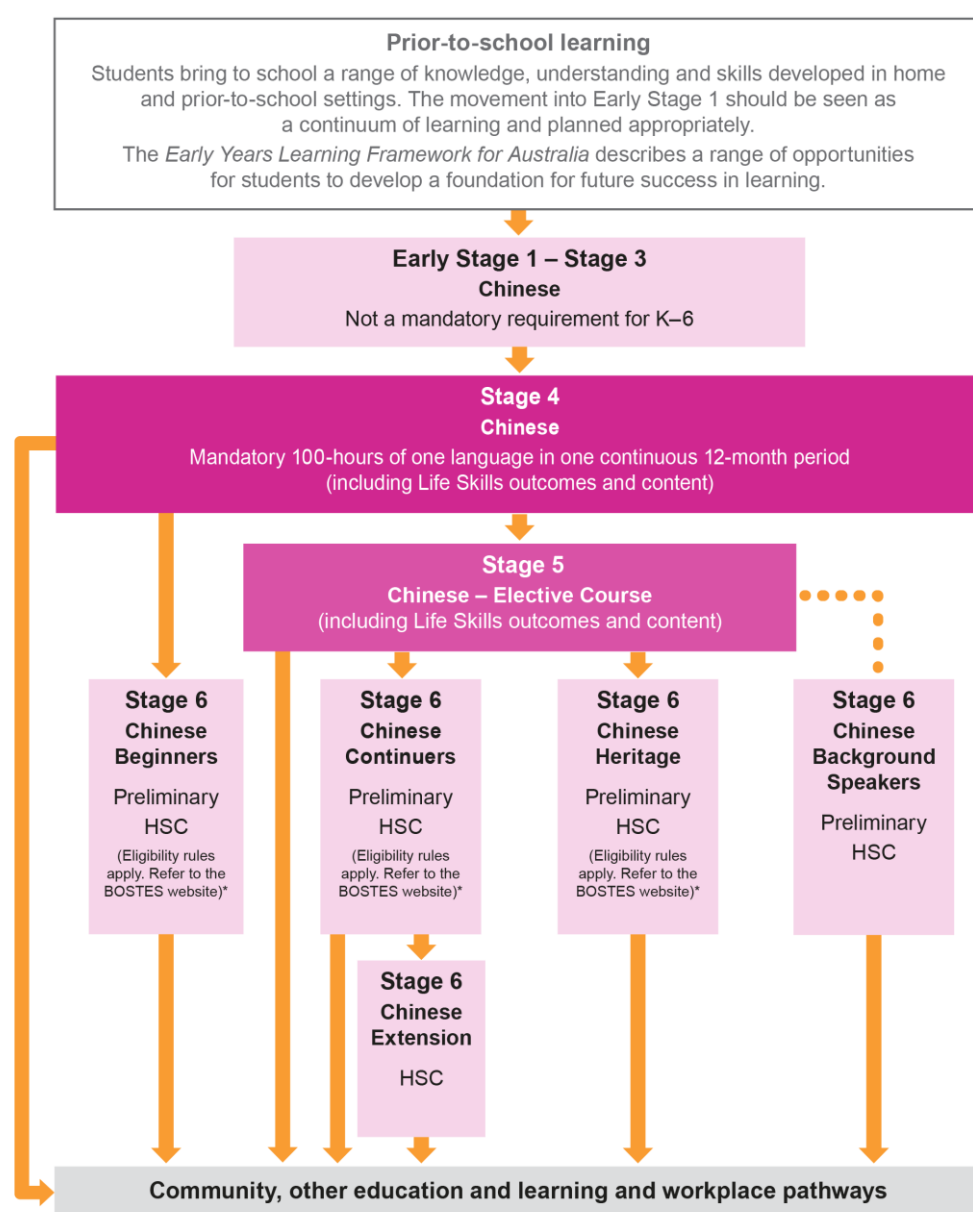 Prior-to-school learning
Students bring to school a range of knowledge, understanding and skills developed in home
and prior-to-school settings. The movement into Early Stage 1 should be seen as
a continuum of learning and planned appropriately.
The Early Years Learning Framework for Australia describes a range of opportunities
for students to develop a foundation for future success in learning.
Early Stage 1 – Stage 3
Chinese
Not a mandatory requirement for K–6
Stage 4
Chinese
Mandatory 100-hours of one language in one continuous 12-month period
(including Life Skills outcomes and content)
Stage 5
Chinese – Elective Course
(including Life Skills outcomes and content)
Stage 6
Chinese
Beginners
Preliminary
HSC
(Eligibility rules
apply. Refer to the
BOSTES website)*
Stage 6
Chinese
Continuers
Preliminary
HSC
(Eligibility rules
apply. Refer to the
BOSTES website)*
Stage 6
Chinese
Heritage
Preliminary
HSC
(Eligibility rules
apply. Refer to the
BOSTES website)*
Stage 6
Chinese
Background
Speakers
Preliminary
HSC
Stage 6
Chinese
Extension
HSC
Community, other education and learning and workplace pathways